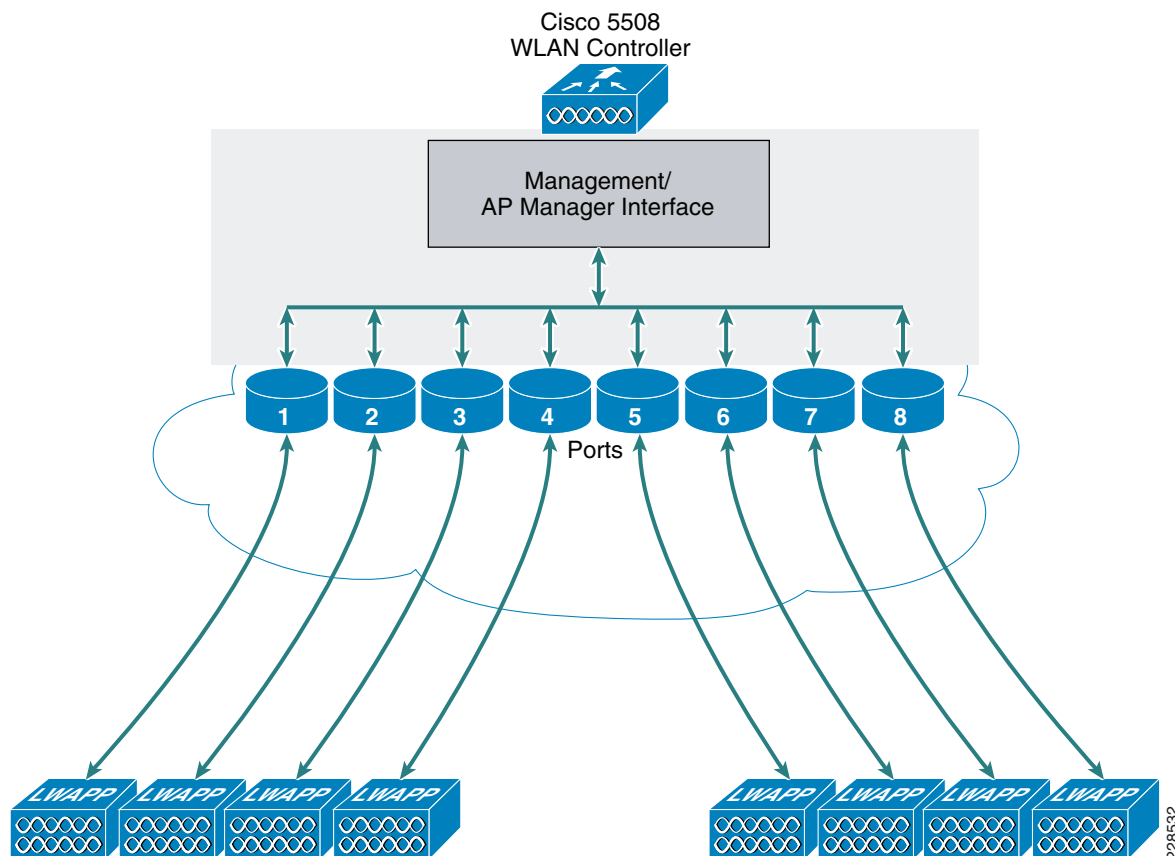 Cisco 5508
WLAN Controller
Management/
AP Manager Interface
1 2 3 4 5 6 7 8
Ports
LWAPP LWAPP LWAPP LWAPP LWAPP LWAPP LWAPP LWAPP
228532